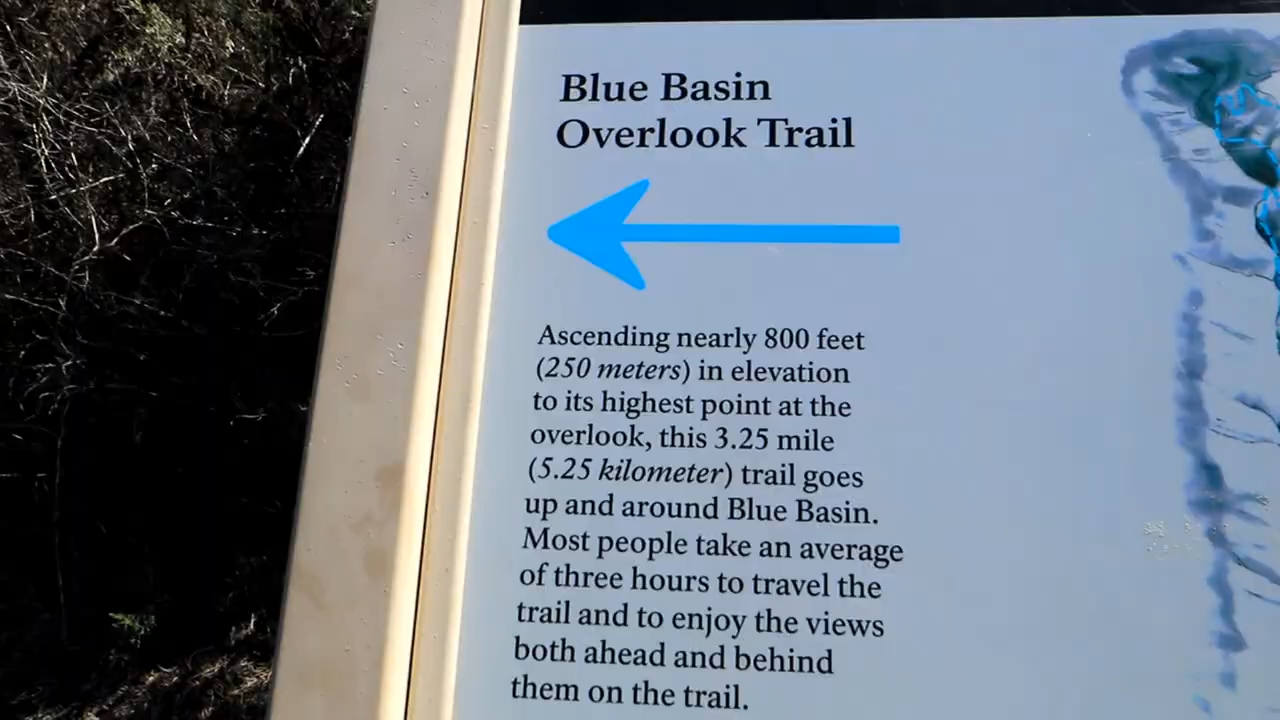 Blue Basin
Overlook Trail
Ascending nearly 800 feet
(250 meters) in elevation
to its highest point at the
overlook, this 3.25 mile
(5.25 kilometer) trail goes
up and around Blue Basin.
Most people take an average
of three hours to travel the
trail and to enjoy the views
both ahead and behind
them on the trail.